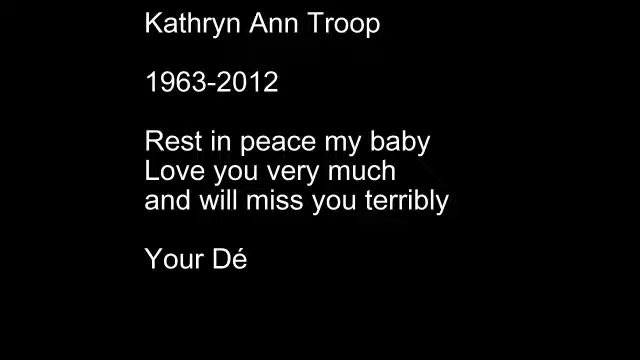 Kathryn Ann Troop
1963-2012
Rest in peace my baby
Love you very much
and will miss you terribly
Your Dé